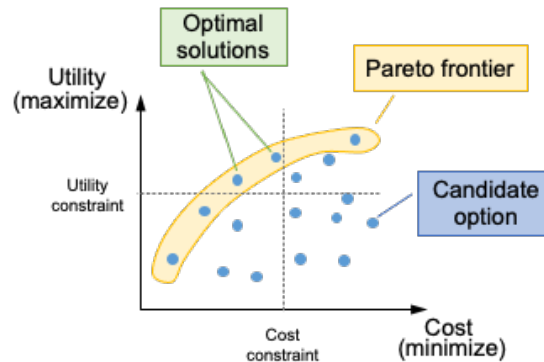 Optimal
solutions
Utility
(maximize)
Pareto frontier
Utility
constraint
Candidate
option
Cost
constraint
Cost
(minimize)